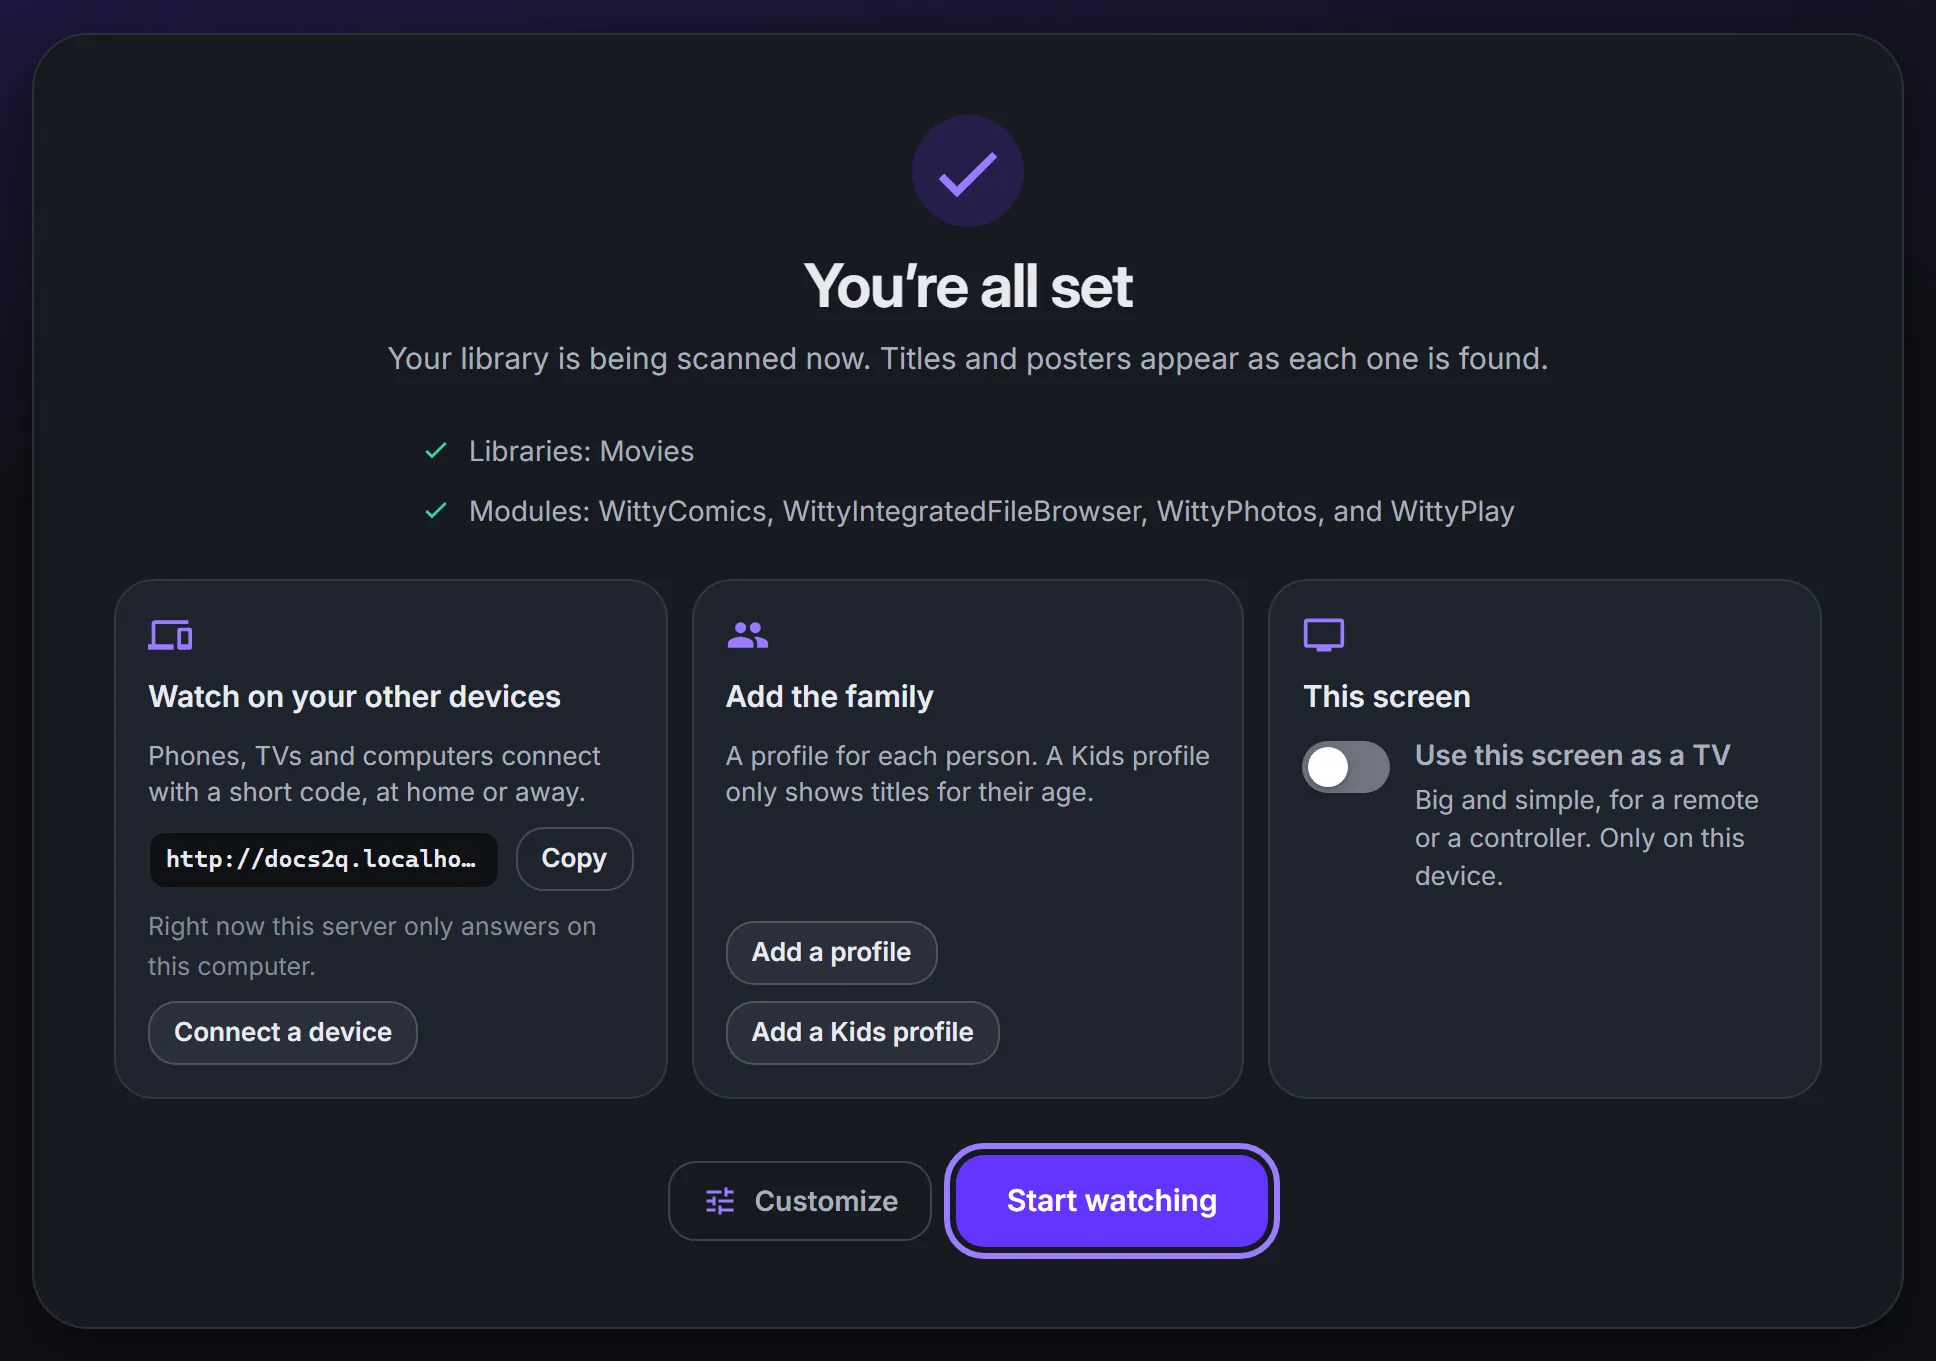 You're all set
Your library is being scanned now. Titles and posters appear as each one is found.
Libraries: Movies
Modules: WittyComics, WittyIntegratedFileBrowser, WittyPhotos, and WittyPlay
Watch on your other devices
Phones, TVs and computers connect
with a short code, at home or away.
http://docs2q.localho…
Copy
Right now this server only answers on
this computer.
Connect a device
Add the family
A profile for each person. A Kids profile
only shows titles for their age.
Add a profile
Add a Kids profile
This screen
Use this screen as a TV
Big and simple, for a remote
or a controller. Only on this
device.
Customize
Start watching